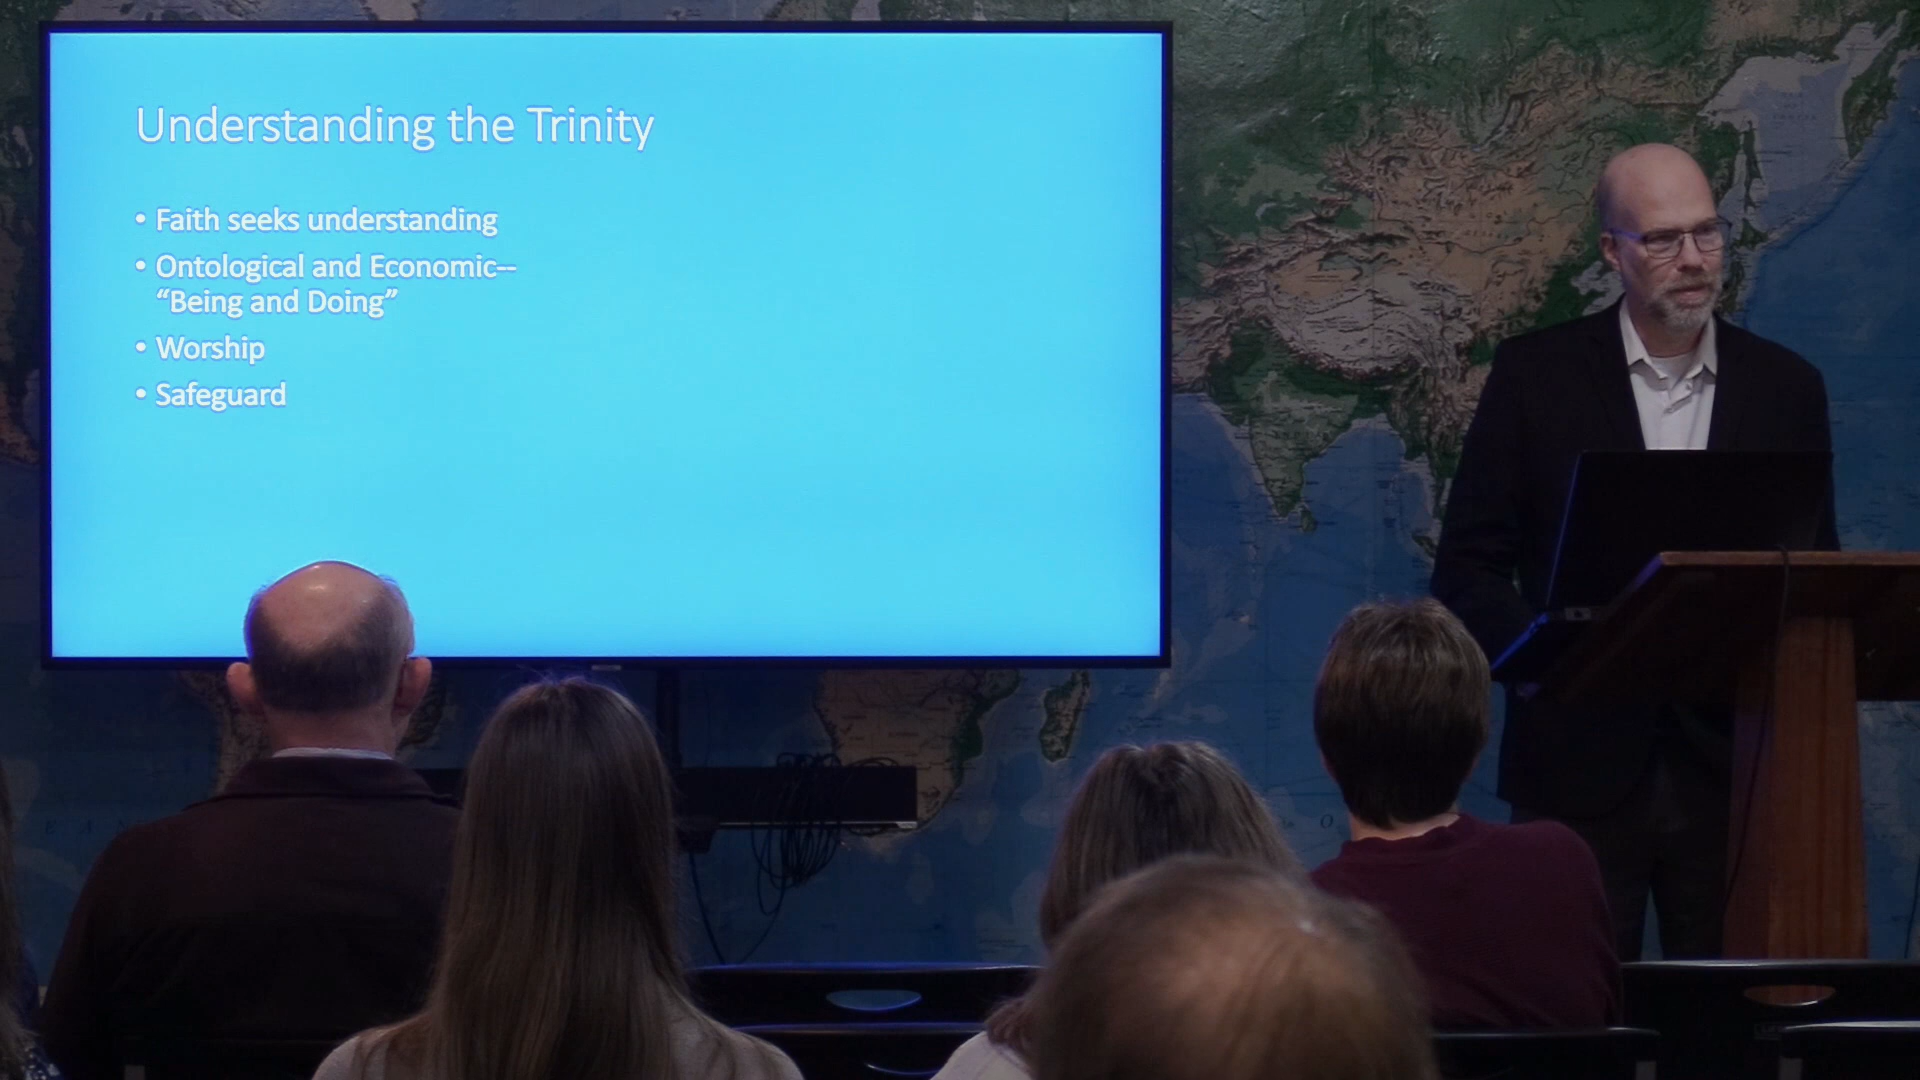 Understanding the Trinity
• Faith seeks understanding
• Ontological and Economic--
“Being and Doing”
• Worship
• Safeguard